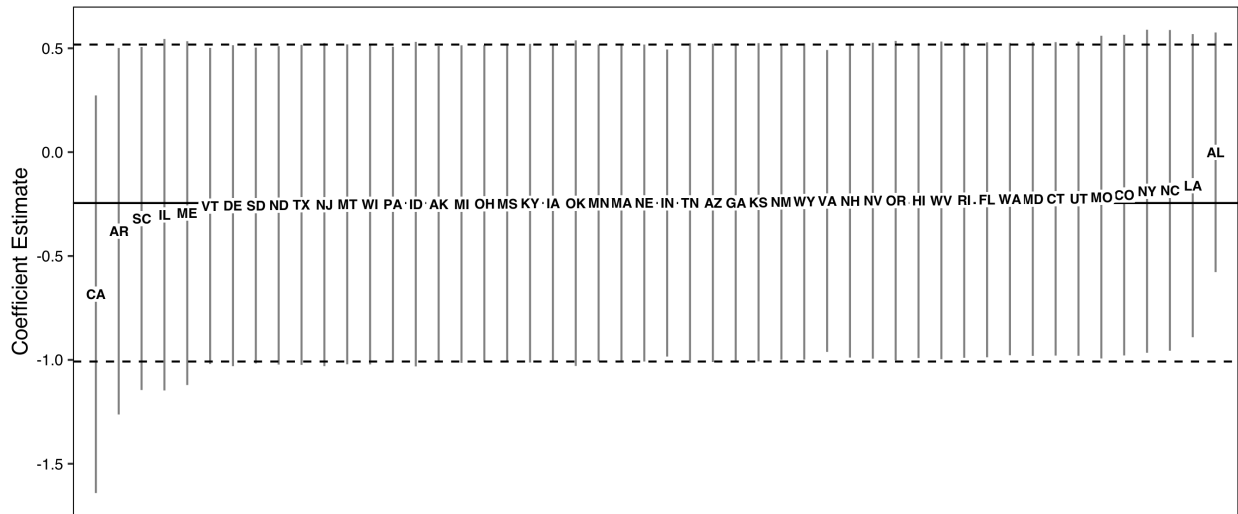 0.5
0.0
-0.5
-1.0
-1.5
Coefficient Estimate
CA
AR
SC
IL
ME
VT
DE
SD
ND
TX
NJ
MT
WI
PA
ID
AK
MI
OH
MS
KY
IA
OK
MN
MA
NE
IN
TN
AZ
GA
KS
NM
WY
VA
NH
NV
OR
HI
WV
RI
FL
WA
MD
CT
UT
MO
CO
NY
NC
LA
AL